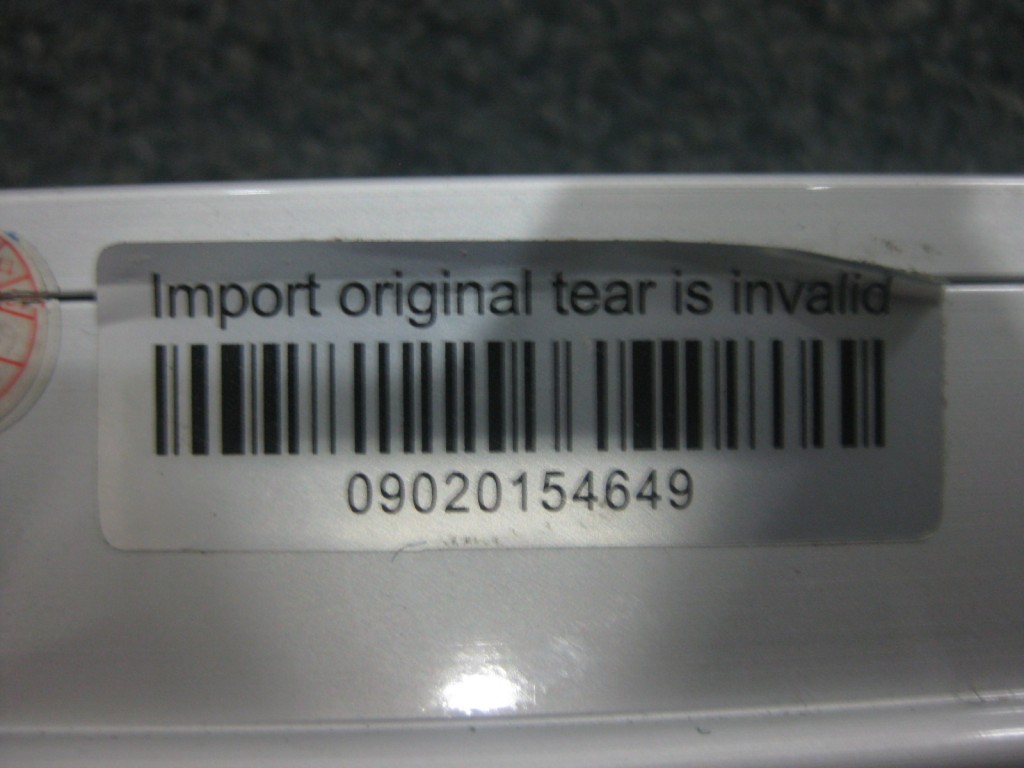 Import original tear is invalid
09020154649